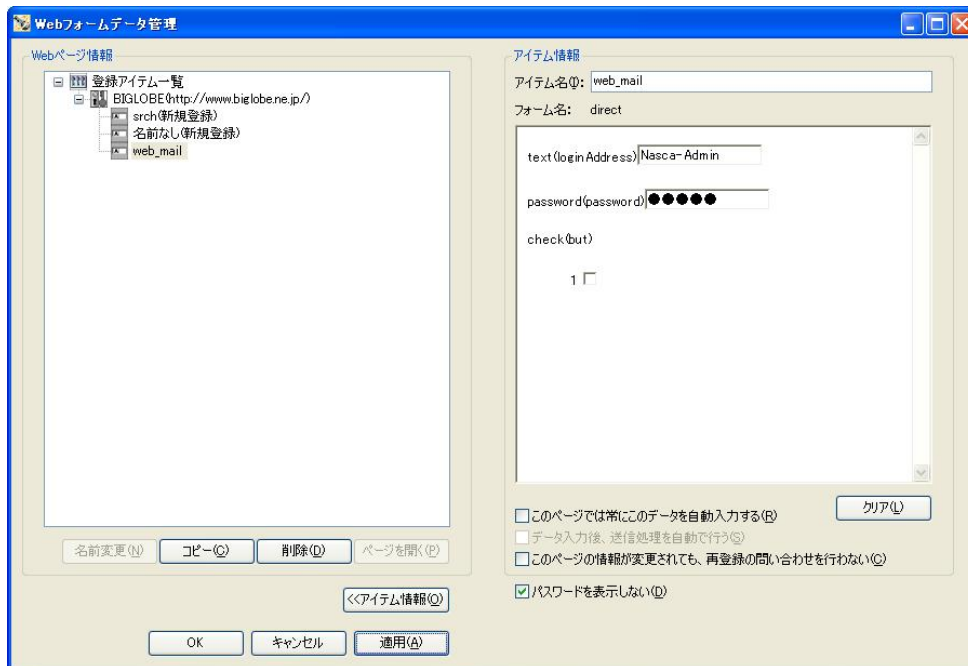 Webフォームデータ管理
Webページ情報
登録アイテム一覧
BIGLOBE(http://www.biglobe.ne.jp/)
srch(新規登録)
名前なし(新規登録)
web_mail
名前変更(N)
コピー(C)
削除(D)
ページを開く(P)
<<アイテム情報(O)
OK
キャンセル
適用(A)
アイテム情報
アイテム名(I): web_mail
フォーム名: direct
text(loginAddress) Nasca-Admin
password(password) ●●●●●
check(but)
1
クリア(L)
このページでは常にこのデータを自動入力する(R)
データ入力後、送信処理を自動で行う(S)
このページの情報が変更されても、再登録の問い合わせを行わない(C)
パスワードを表示しない(D)